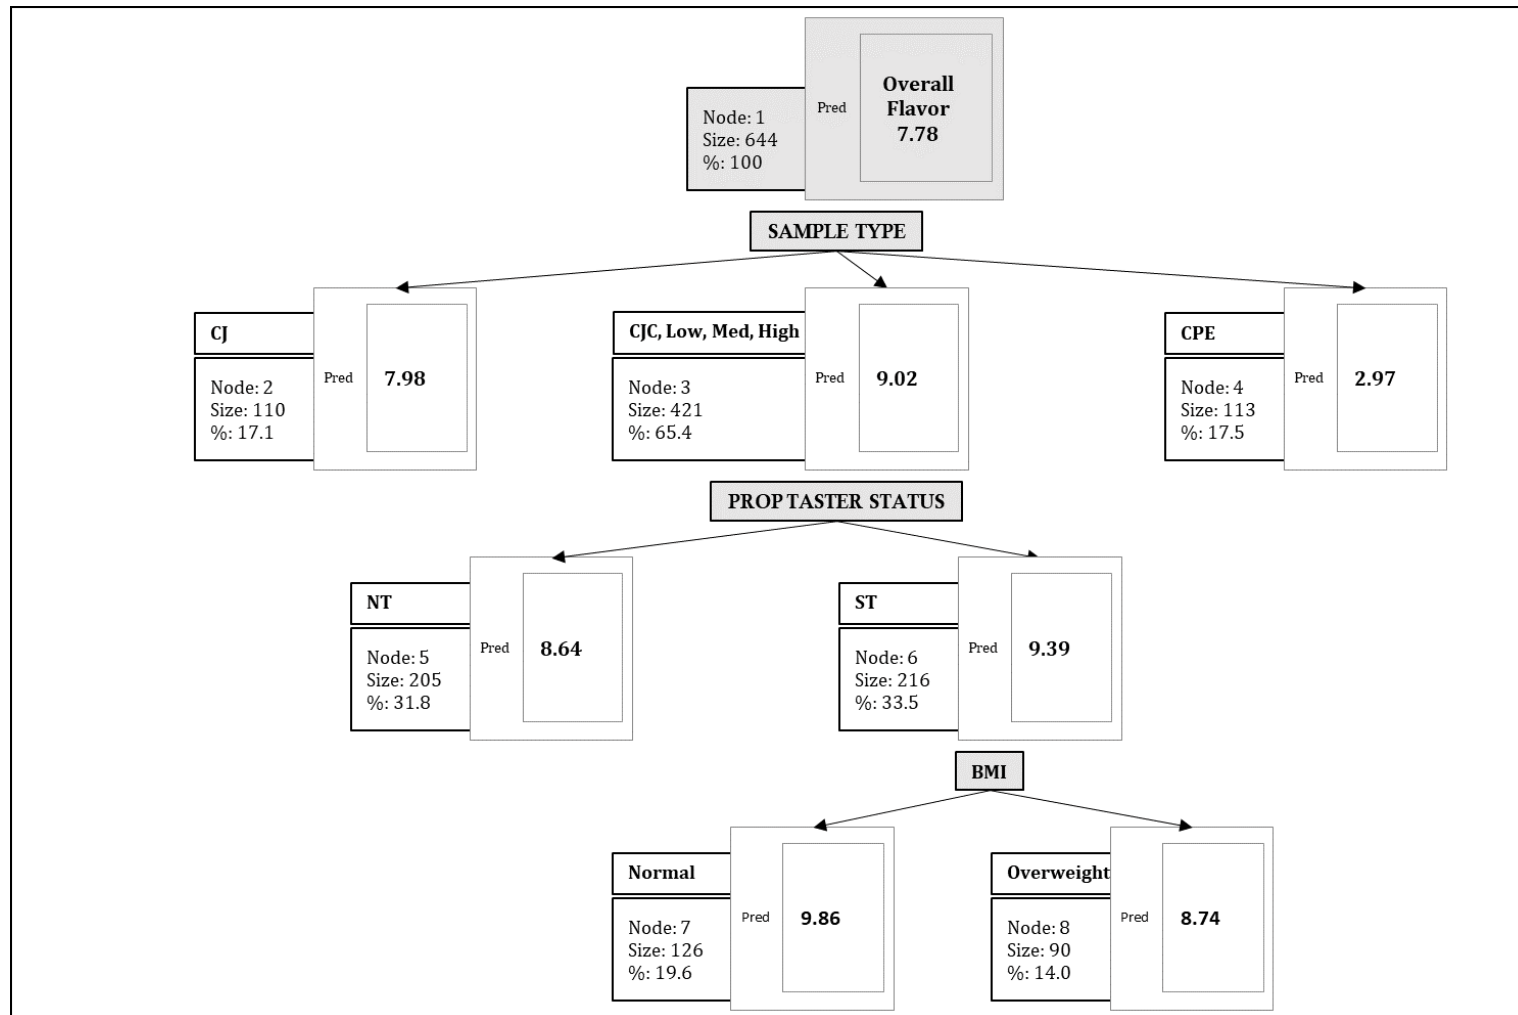 Overall
Flavor
7.78
Pred
Node: 1
Size: 644
%: 100
SAMPLE TYPE
CJ
Node: 2
Size: 110
%: 17.1
Pred
7.98
CJC, Low, Med, High
Node: 3
Size: 421
%: 65.4
Pred
9.02
CPE
Node: 4
Size: 113
%: 17.5
Pred
2.97
PROP TASTER STATUS
NT
Node: 5
Size: 205
%: 31.8
Pred
8.64
ST
Node: 6
Size: 216
%: 33.5
Pred
9.39
BMI
Normal
Node: 7
Size: 126
%: 19.6
Pred
9.86
Overweight
Node: 8
Size: 90
%: 14.0
Pred
8.74